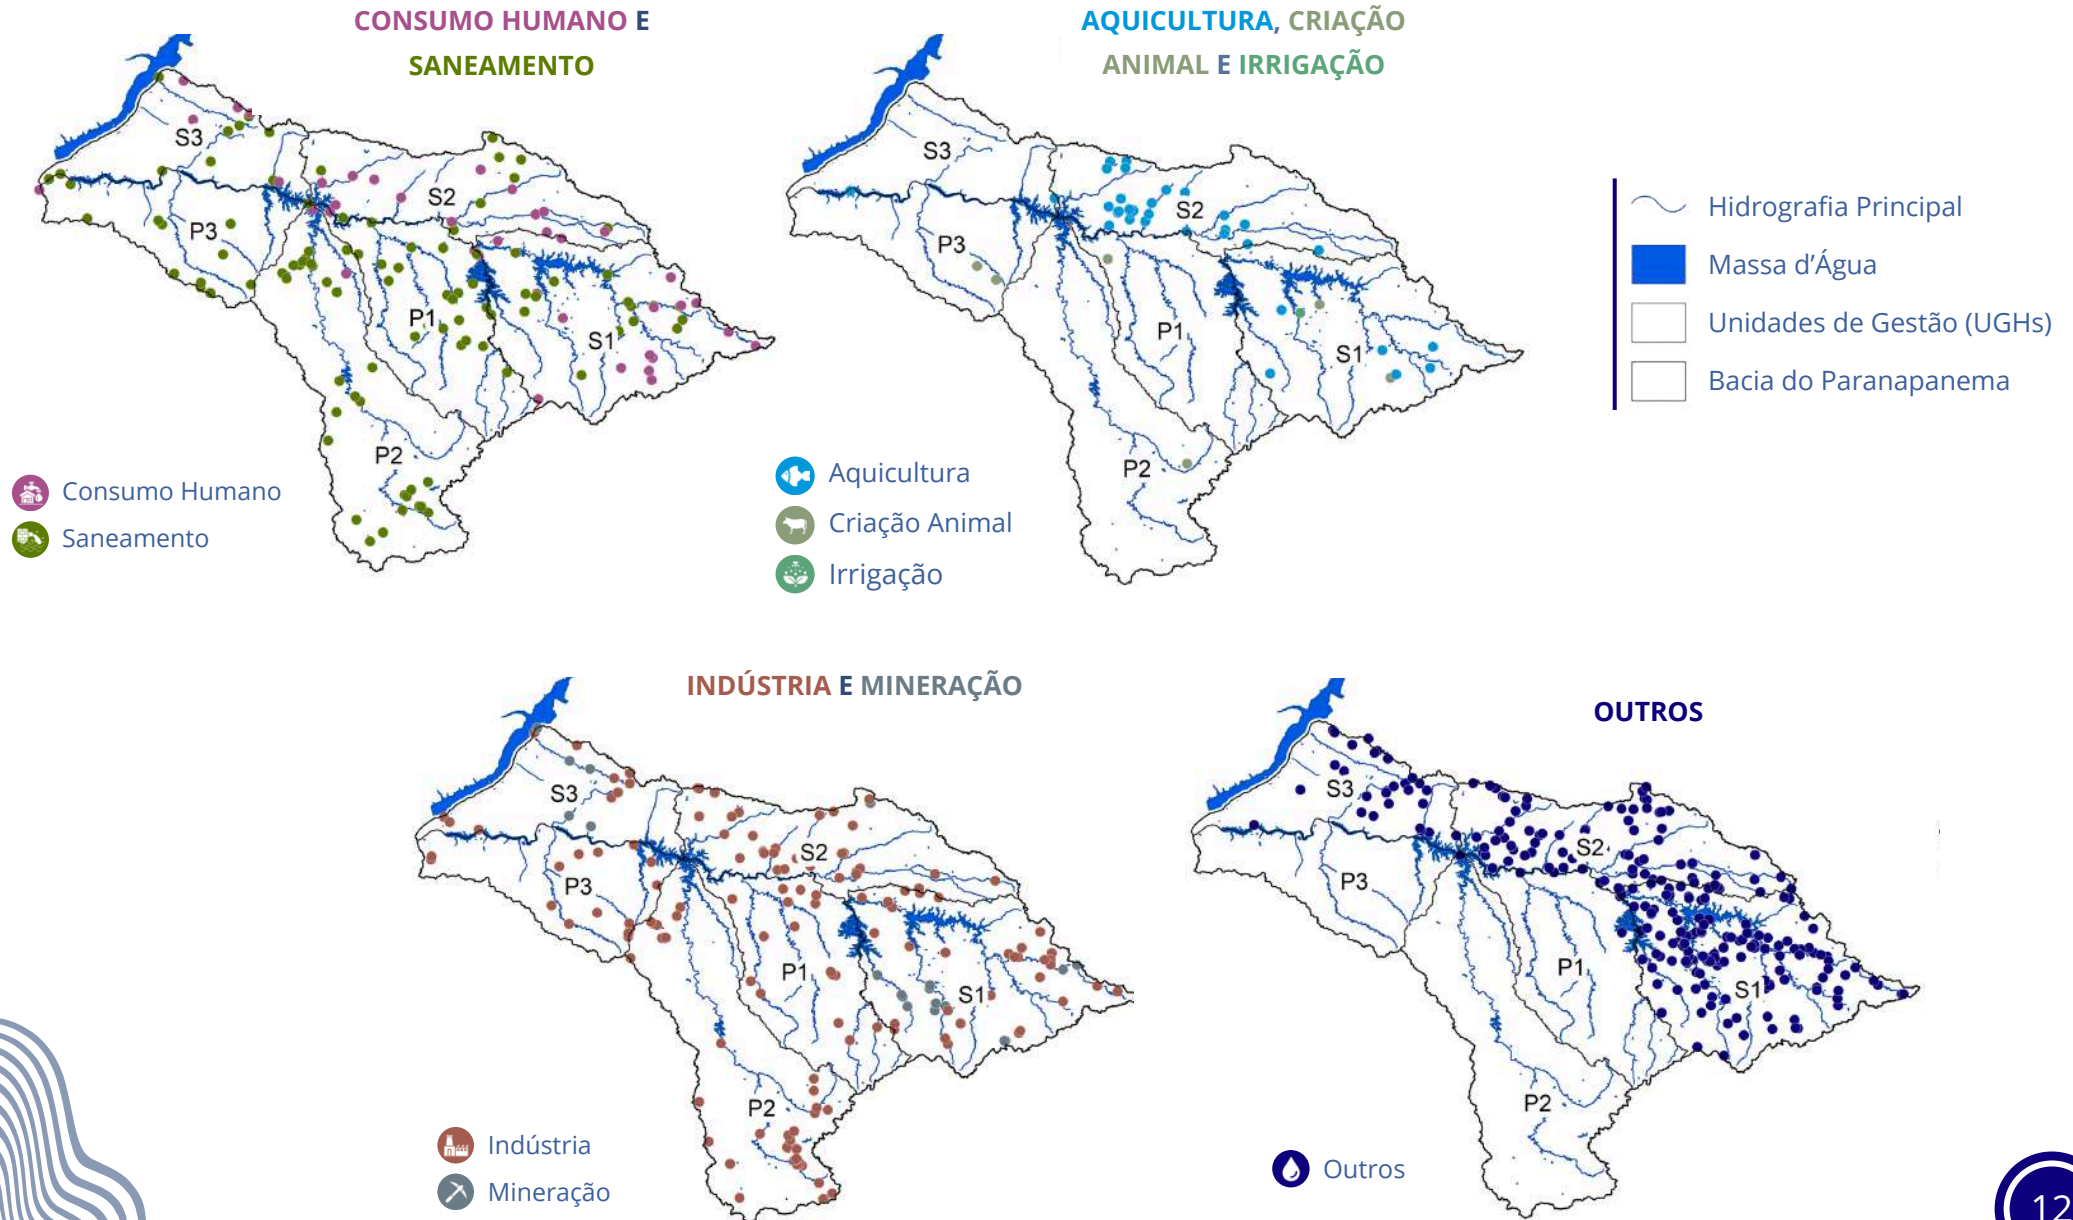 CONSUMO HUMANO E
SANEAMENTO
S3
S2
P3
P1
S1
P2
Consumo Humano
Saneamento
AQUICULTURA, CRIAÇÃO
ANIMAL E IRRIGAÇÃO
S3
S2
P3
P1
S1
P2
Aquicultura
Criação Animal
Irrigação
Hidrografia Principal
Massa d’Água
Unidades de Gestão (UGHs)
Bacia do Paranapanema
INDÚSTRIA E MINERAÇÃO
S3
S2
P3
P1
S1
P2
Indústria
Mineração
OUTROS
S3
S2
P3
P1
S1
P2
Outros
12